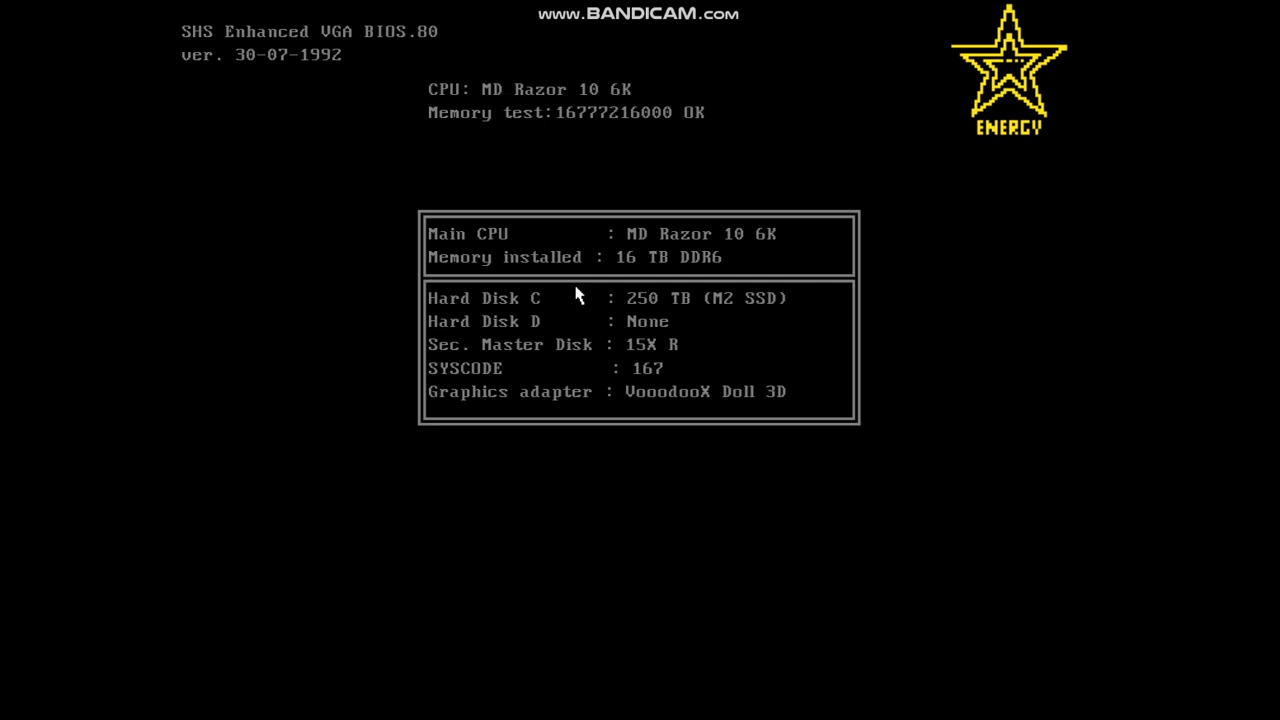 www.BANDICAM.com
SHS Enhanced VGA BIOS.80
ver. 30-07-1992
ENERGY
CPU: MD Razor 10 6K
Memory test:16777216000 OK
Main CPU : MD Razor 10 6K
Memory installed : 16 TB DDR6
Hard Disk C : 250 TB (M2 SSD)
Hard Disk D : None
Sec. Master Disk : 15X R
SYSCODE : 167
Graphics adapter : VooodooX Doll 3D